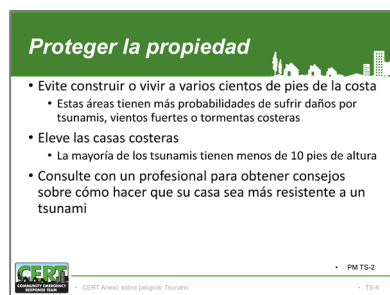 Proteger la propiedad
• Evite construir o vivir a varios cientos de pies de la costa
• Estas áreas tienen más probabilidades de sufrir daños por
tsunamis, vientos fuertes o tormentas costeras
• Eleve las casas costeras
• La mayoría de los tsunamis tienen menos de 10 pies de altura
• Consulte con un profesional para obtener consejos
sobre cómo hacer que su casa sea más resistente a un
tsunami
• PM TS-2
CERT
COMMUNITY EMERGENCY
RESPONSE TEAM
• CERT Anexo sobre peligros: Tsunami
• TS-6